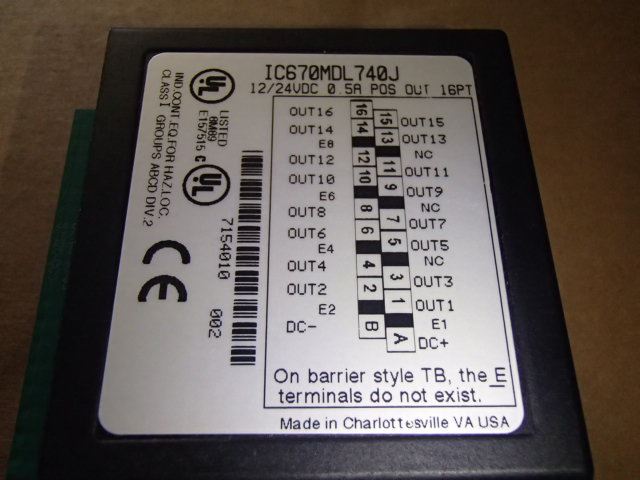 IC670MDL740J
12/24VDC 0.5A POS OUT 16PT
OUT16 16 15 OUT15
OUT14 14 13 OUT13
E8 NC
OUT12 12 11 OUT11
OUT10 10 9 OUT9
E6 NC
OUT8 8 7 OUT7
OUT6 6 5 OUT5
E4 NC
OUT4 4 3 OUT3
OUT2 2 1 OUT1
E2 E1
DC- B A DC+
On barrier style TB, the E
terminals do not exist.
Made in Charlottesville VA USA
UL
LISTED
E157515
C UL
IND.CONT.EQ.FOR HAZ.LOC.
CLASS I GROUPS ABCD DIV.2
CE
7154010
002